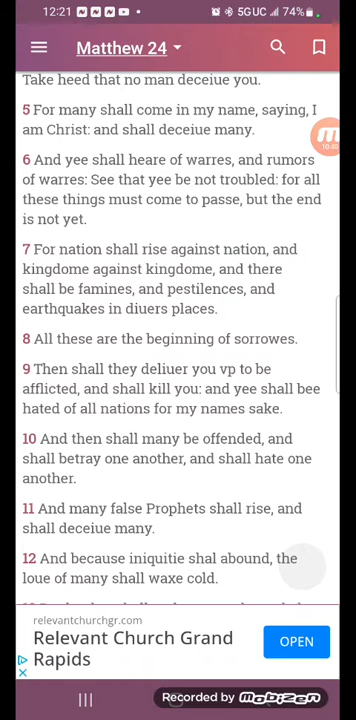 12:21
5GUC 74%
Matthew 24
Take heed that no man deceiue you.
5 For many shall come in my name, saying, I
am Christ: and shall deceiue many.
10:40
6 And yee shall heare of warres, and rumors
of warres: See that yee be not troubled: for all
these things must come to passe, but the end
is not yet.
7 For nation shall rise against nation, and
kingdome against kingdome, and there
shall be famines, and pestilences, and
earthquakes in diuers places.
8 All these are the beginning of sorrowes.
9 Then shall they deliuer you vp to be
afflicted, and shall kill you: and yee shall bee
hated of all nations for my names sake.
10 And then shall many be offended, and
shall betray one another, and shall hate one
another.
11 And many false Prophets shall rise, and
shall deceiue many.
12 And because iniquitie shal abound, the
loue of many shall waxe cold.
relevantchurchgr.com
Relevant Church Grand
Rapids
OPEN
Recorded by mobizen